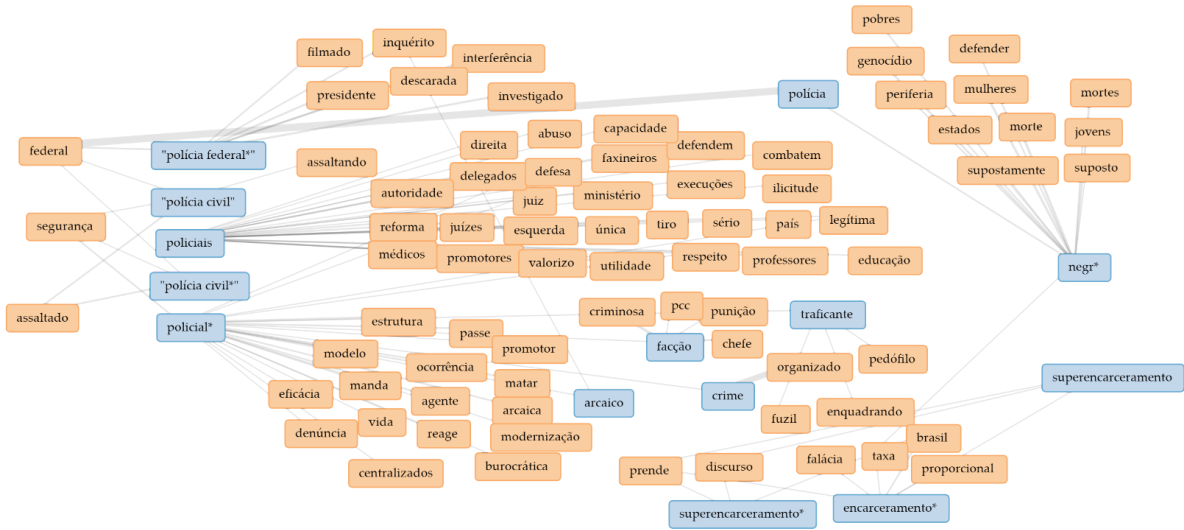 pobres
inquérito
defender
filmado
interferência
genocídio
descarada
mulheres
presidente
investigado
polícia
periferia
mortes
estados
morte
jovens
federal
"polícia federal*"
direita
abuso
capacidade
defendem
assaltando
faxineiros
combatem
supostamente
suposto
delegados
defesa
autoridade
juiz
ministério
execuções
ilicitude
"polícia civil"
segurança
policiais
reforma
juízes
esquerda
única
tiro
sério
país
legítima
médicos
promotores
valorizo
utilidade
respeito
professores
educação
negr*
"polícia civil*"
assaltado
policial*
estrutura
criminosa
pcc
punição
traficante
passe
promotor
facção
chefe
modelo
ocorrência
organizado
pedófilo
superencarceramento
eficácia
manda
matar
agente
arcaica
arcaico
crime
fuzil
enquadrando
denúncia
vida
reage
modernização
brasil
centralizados
burocrática
prende
discurso
falácia
taxa
proporcional
superencarceramento*
encarceramento*